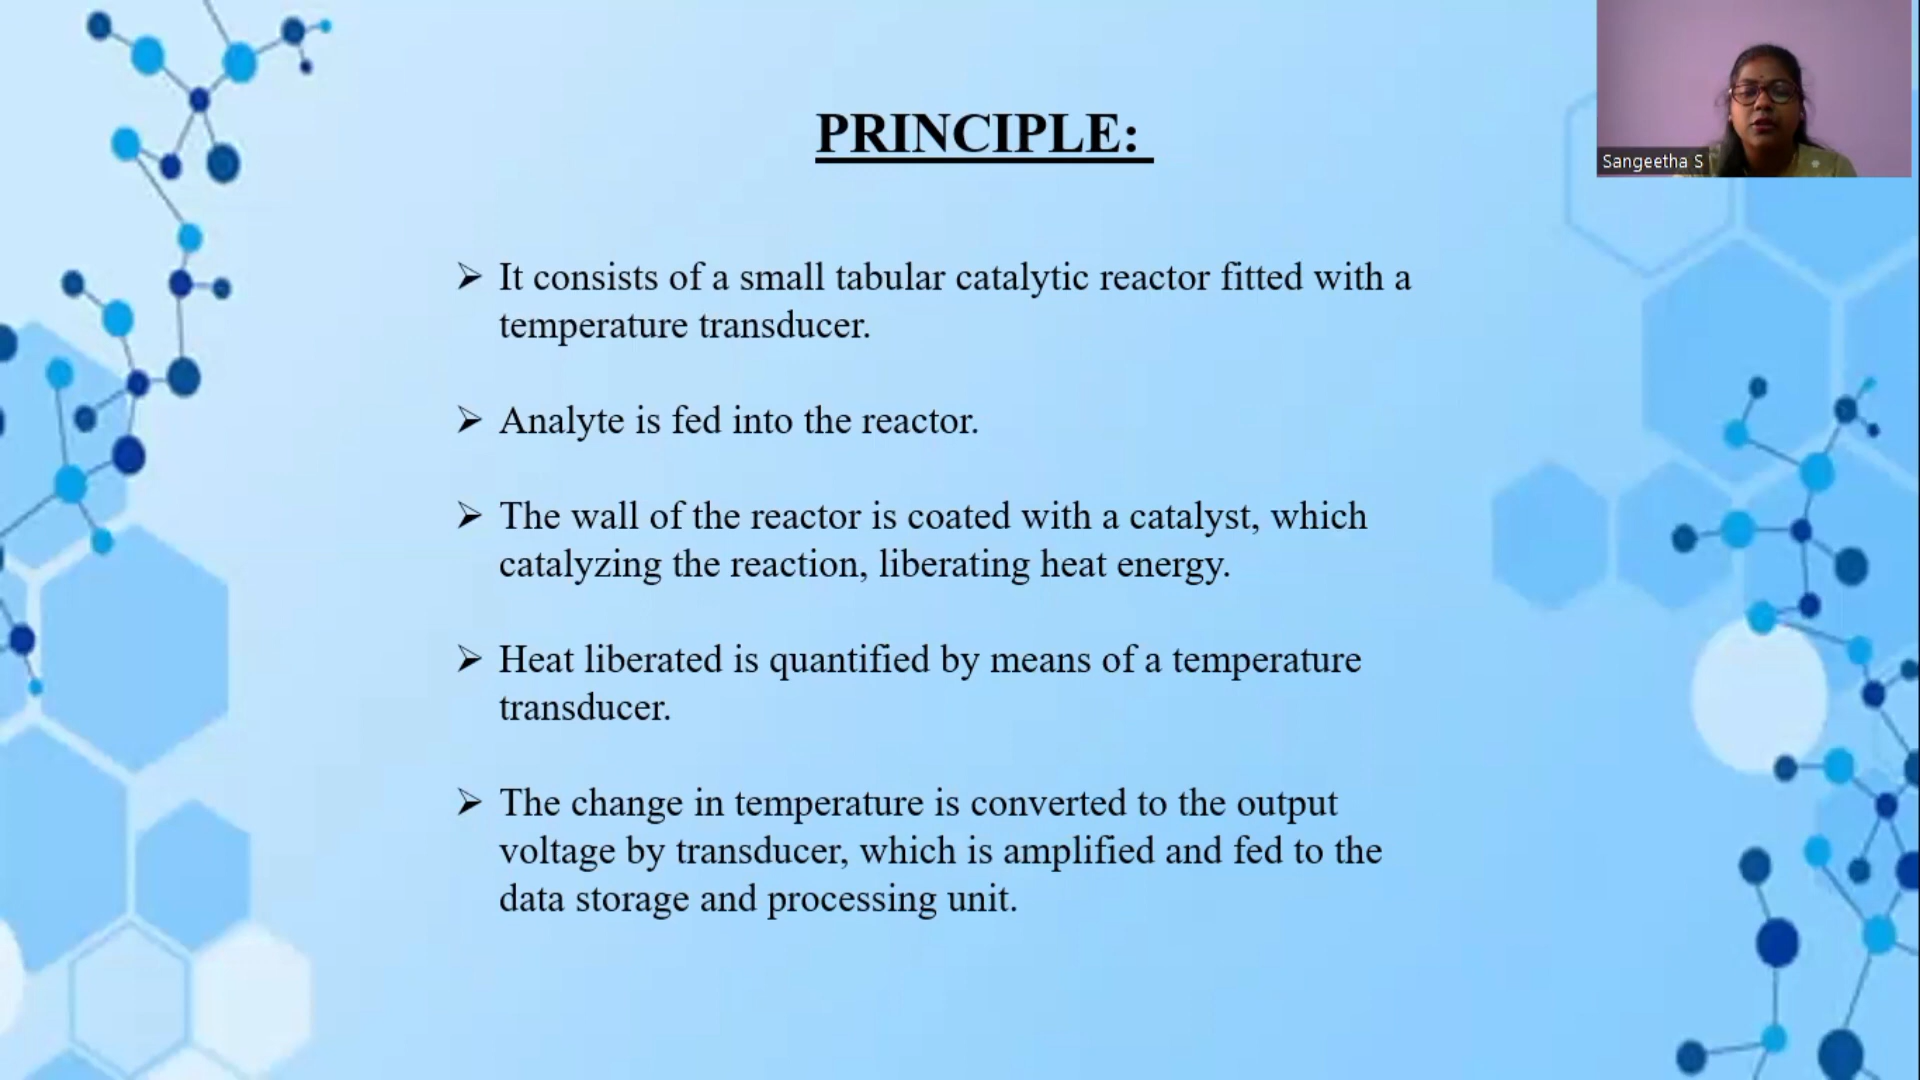 PRINCIPLE:
Sangeetha S
➢ It consists of a small tabular catalytic reactor fitted with a
temperature transducer.
➢ Analyte is fed into the reactor.
➢ The wall of the reactor is coated with a catalyst, which
catalyzing the reaction, liberating heat energy.
➢ Heat liberated is quantified by means of a temperature
transducer.
➢ The change in temperature is converted to the output
voltage by transducer, which is amplified and fed to the
data storage and processing unit.